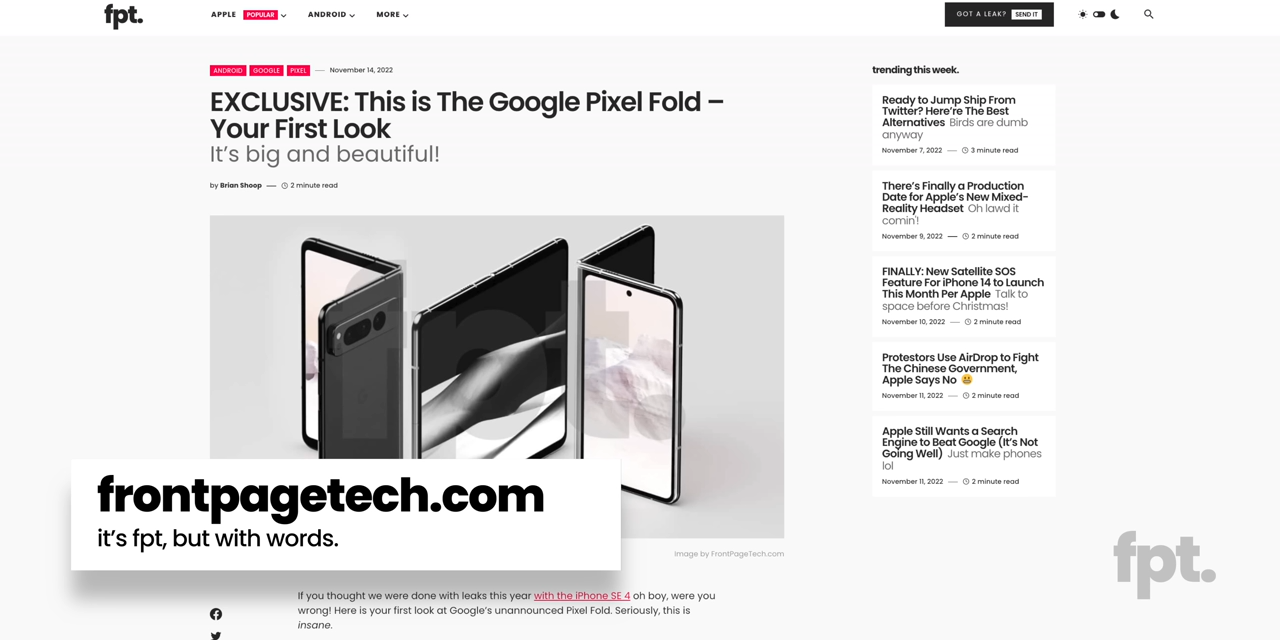 fpt.
APPLE POPULAR
ANDROID
MORE
GOT A LEAK? SEND IT
ANDROID GOOGLE PIXEL — November 14, 2022
EXCLUSIVE: This is The Google Pixel Fold –
Your First Look
It's big and beautiful!
by Brian Shoop — 2 minute read
fpt.
frontpagetech.com
it's fpt, but with words.
image by FrontPageTech.com
If you thought we were done with leaks this year with the iPhone SE 4 oh boy, were you
wrong! Here is your first look at Google's unannounced Pixel Fold. Seriously, this is
insane.
trending this week.
Ready to Jump Ship From
Twitter? Here're The Best
Alternatives Birds are dumb
anyway
November 7, 2022 — 3 minute read
There's Finally a Production
Date for Apple's New Mixed-
Reality Headset Oh lawd it
comin'!
November 9, 2022 — 2 minute read
FINALLY: New Satellite SOS
Feature For iPhone 14 to Launch
This Month Per Apple Talk to
space before Christmas!
November 10, 2022 — 2 minute read
Protestors Use AirDrop to Fight
The Chinese Government,
Apple Says No 😬
November 11, 2022 — 2 minute read
Apple Still Wants a Search
Engine to Beat Google (It's Not
Going Well) Just make phones
lol
November 11, 2022 — 2 minute read
fpt.